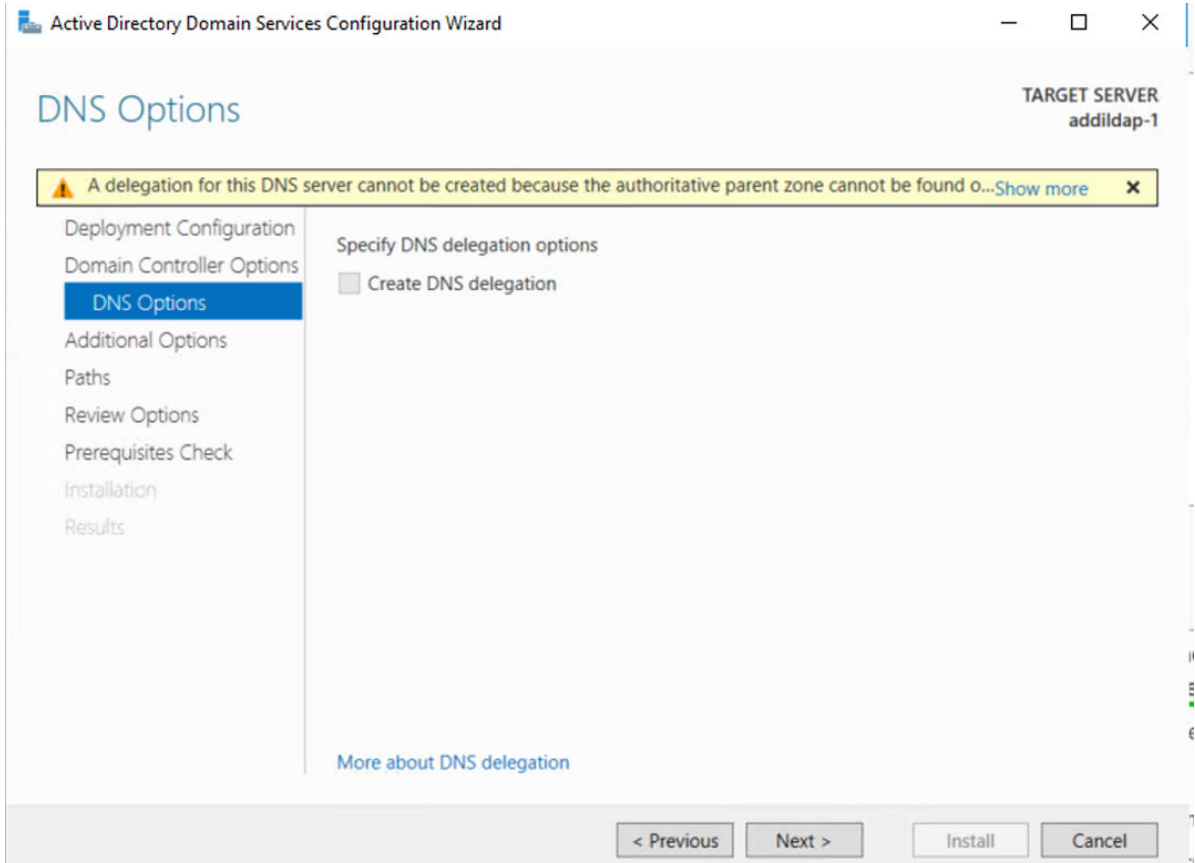 Active Directory Domain Services Configuration Wizard
DNS Options
TARGET SERVER
addildap-1
A delegation for this DNS server cannot be created because the authoritative parent zone cannot be found o...Show more
Deployment Configuration
Domain Controller Options
DNS Options
Additional Options
Paths
Review Options
Prerequisites Check
Installation
Results
Specify DNS delegation options
Create DNS delegation
More about DNS delegation
< Previous
Next >
Install
Cancel